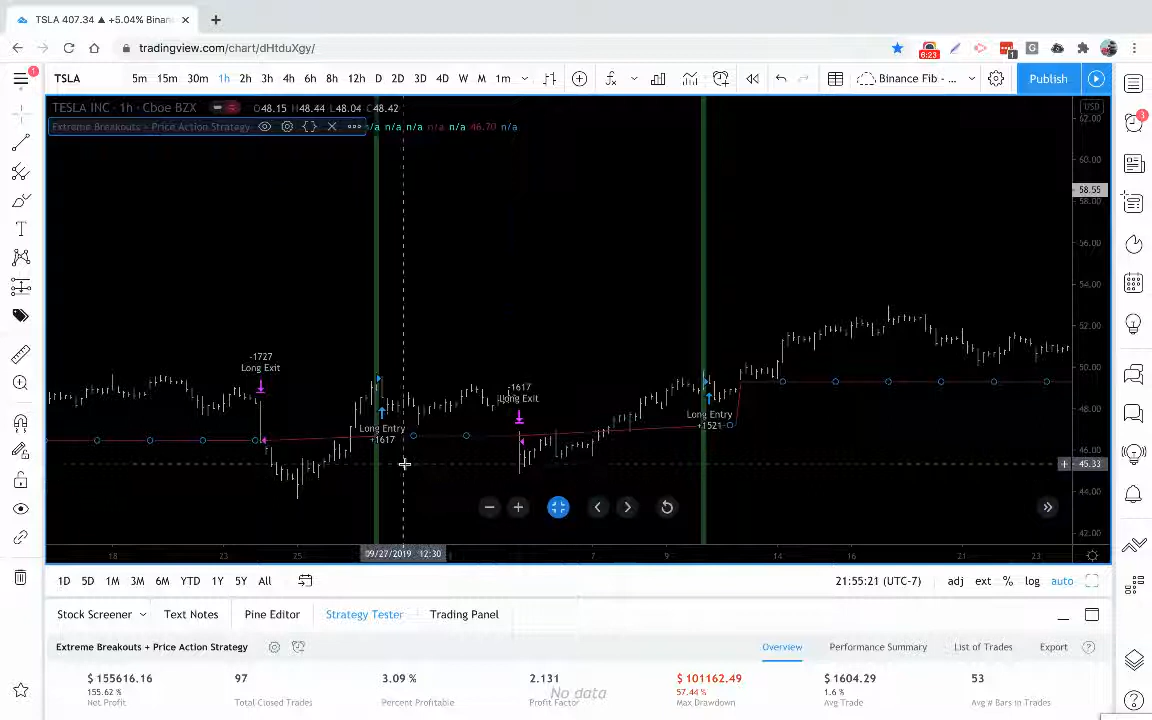 TSLA 407.34 ▲ +5.04% Binan
tradingview.com/chart/dHtduXgy/
6:23
1
1
TSLA 5m 15m 30m 1h 2h 3h 4h 6h 8h 12h D 2D 3D 4D W M 1m Binance Fib - ... Publish
TESLA INC · 1h · Cboe BZX O48.15 H48.44 L48.04 C48.42
USD
Extreme Breakouts + Price Action Strategy n/a n/a n/a n/a n/a 46.70 n/a
3
62.00
60.00
58.55
58.00
56.00
54.00
52.00
50.00
48.00
46.00
45.33
44.00
42.00
-1727
Long Exit
Long Entry
+1617
-1617
Long Exit
Long Entry
+1521
18 23 25 09/27/2019 12:30 7 9 14 16 21 23
1D 5D 1M 3M 6M YTD 1Y 5Y All 21:55:21 (UTC-7) adj ext % log auto
Stock Screener Text Notes Pine Editor Strategy Tester Trading Panel
Extreme Breakouts + Price Action Strategy Overview Performance Summary List of Trades Export
$ 155616.16 97 3.09 % 2.131 $ 101162.49 $ 1604.29 53
155.62 % 57.44 % 1.6 %
No data
Net Profit Total Closed Trades Percent Profitable Profit Factor Max Drawdown Avg Trade Avg # Bars in Trades